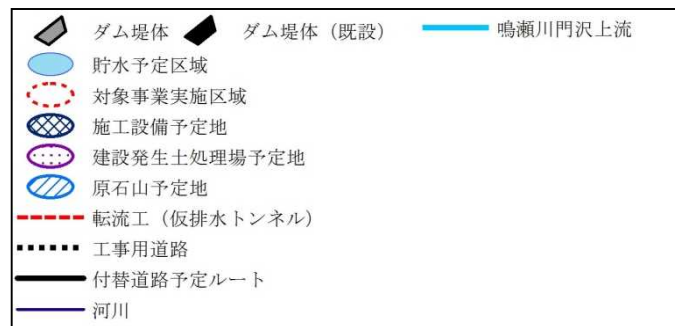 ダム堤体 ダム堤体（既設） 鳴瀬川門沢上流
貯水予定区域
対象事業実施区域
施工設備予定地
建設発生土処理場予定地
原石山予定地
転流工（仮排水トンネル）
工事用道路
付替道路予定ルート
河川